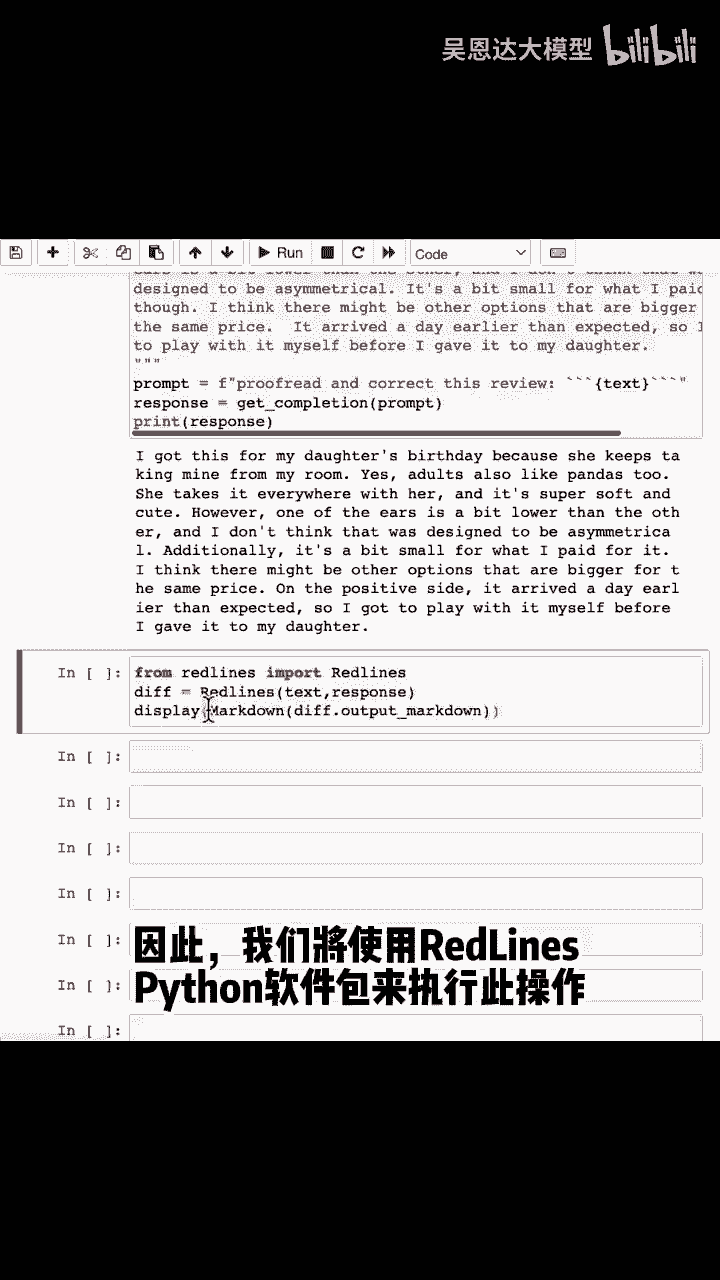 吴恩达大模型 bilibili
Run
Code
designed to be asymmetrical. It's a bit small for what I paid
though. I think there might be other options that are bigger
the same price.  It arrived a day earlier than expected, so I
to play with it myself before I gave it to my daughter.
"""
prompt = f"proofread and correct this review: ```{text}```"
response = get_completion(prompt)
print(response)
I got this for my daughter's birthday because she keeps ta
king mine from my room. Yes, adults also like pandas too.
She takes it everywhere with her, and it's super soft and
cute. However, one of the ears is a bit lower than the oth
er, and I don't think that was designed to be asymmetrica
l. Additionally, it's a bit small for what I paid for it.
I think there might be other options that are bigger for t
he same price. On the positive side, it arrived a day earl
ier than expected, so I got to play with it myself before
I gave it to my daughter.
In [ ]: from redlines import Redlines
diff = Redlines(text,response)
display(Markdown(diff.output_markdown))
In [ ]:
In [ ]:
In [ ]:
In [ ]:
In [ ]:
In [ ]:
In [ ]:
因此，我们將使用RedLines
Python软件包来执行此操作